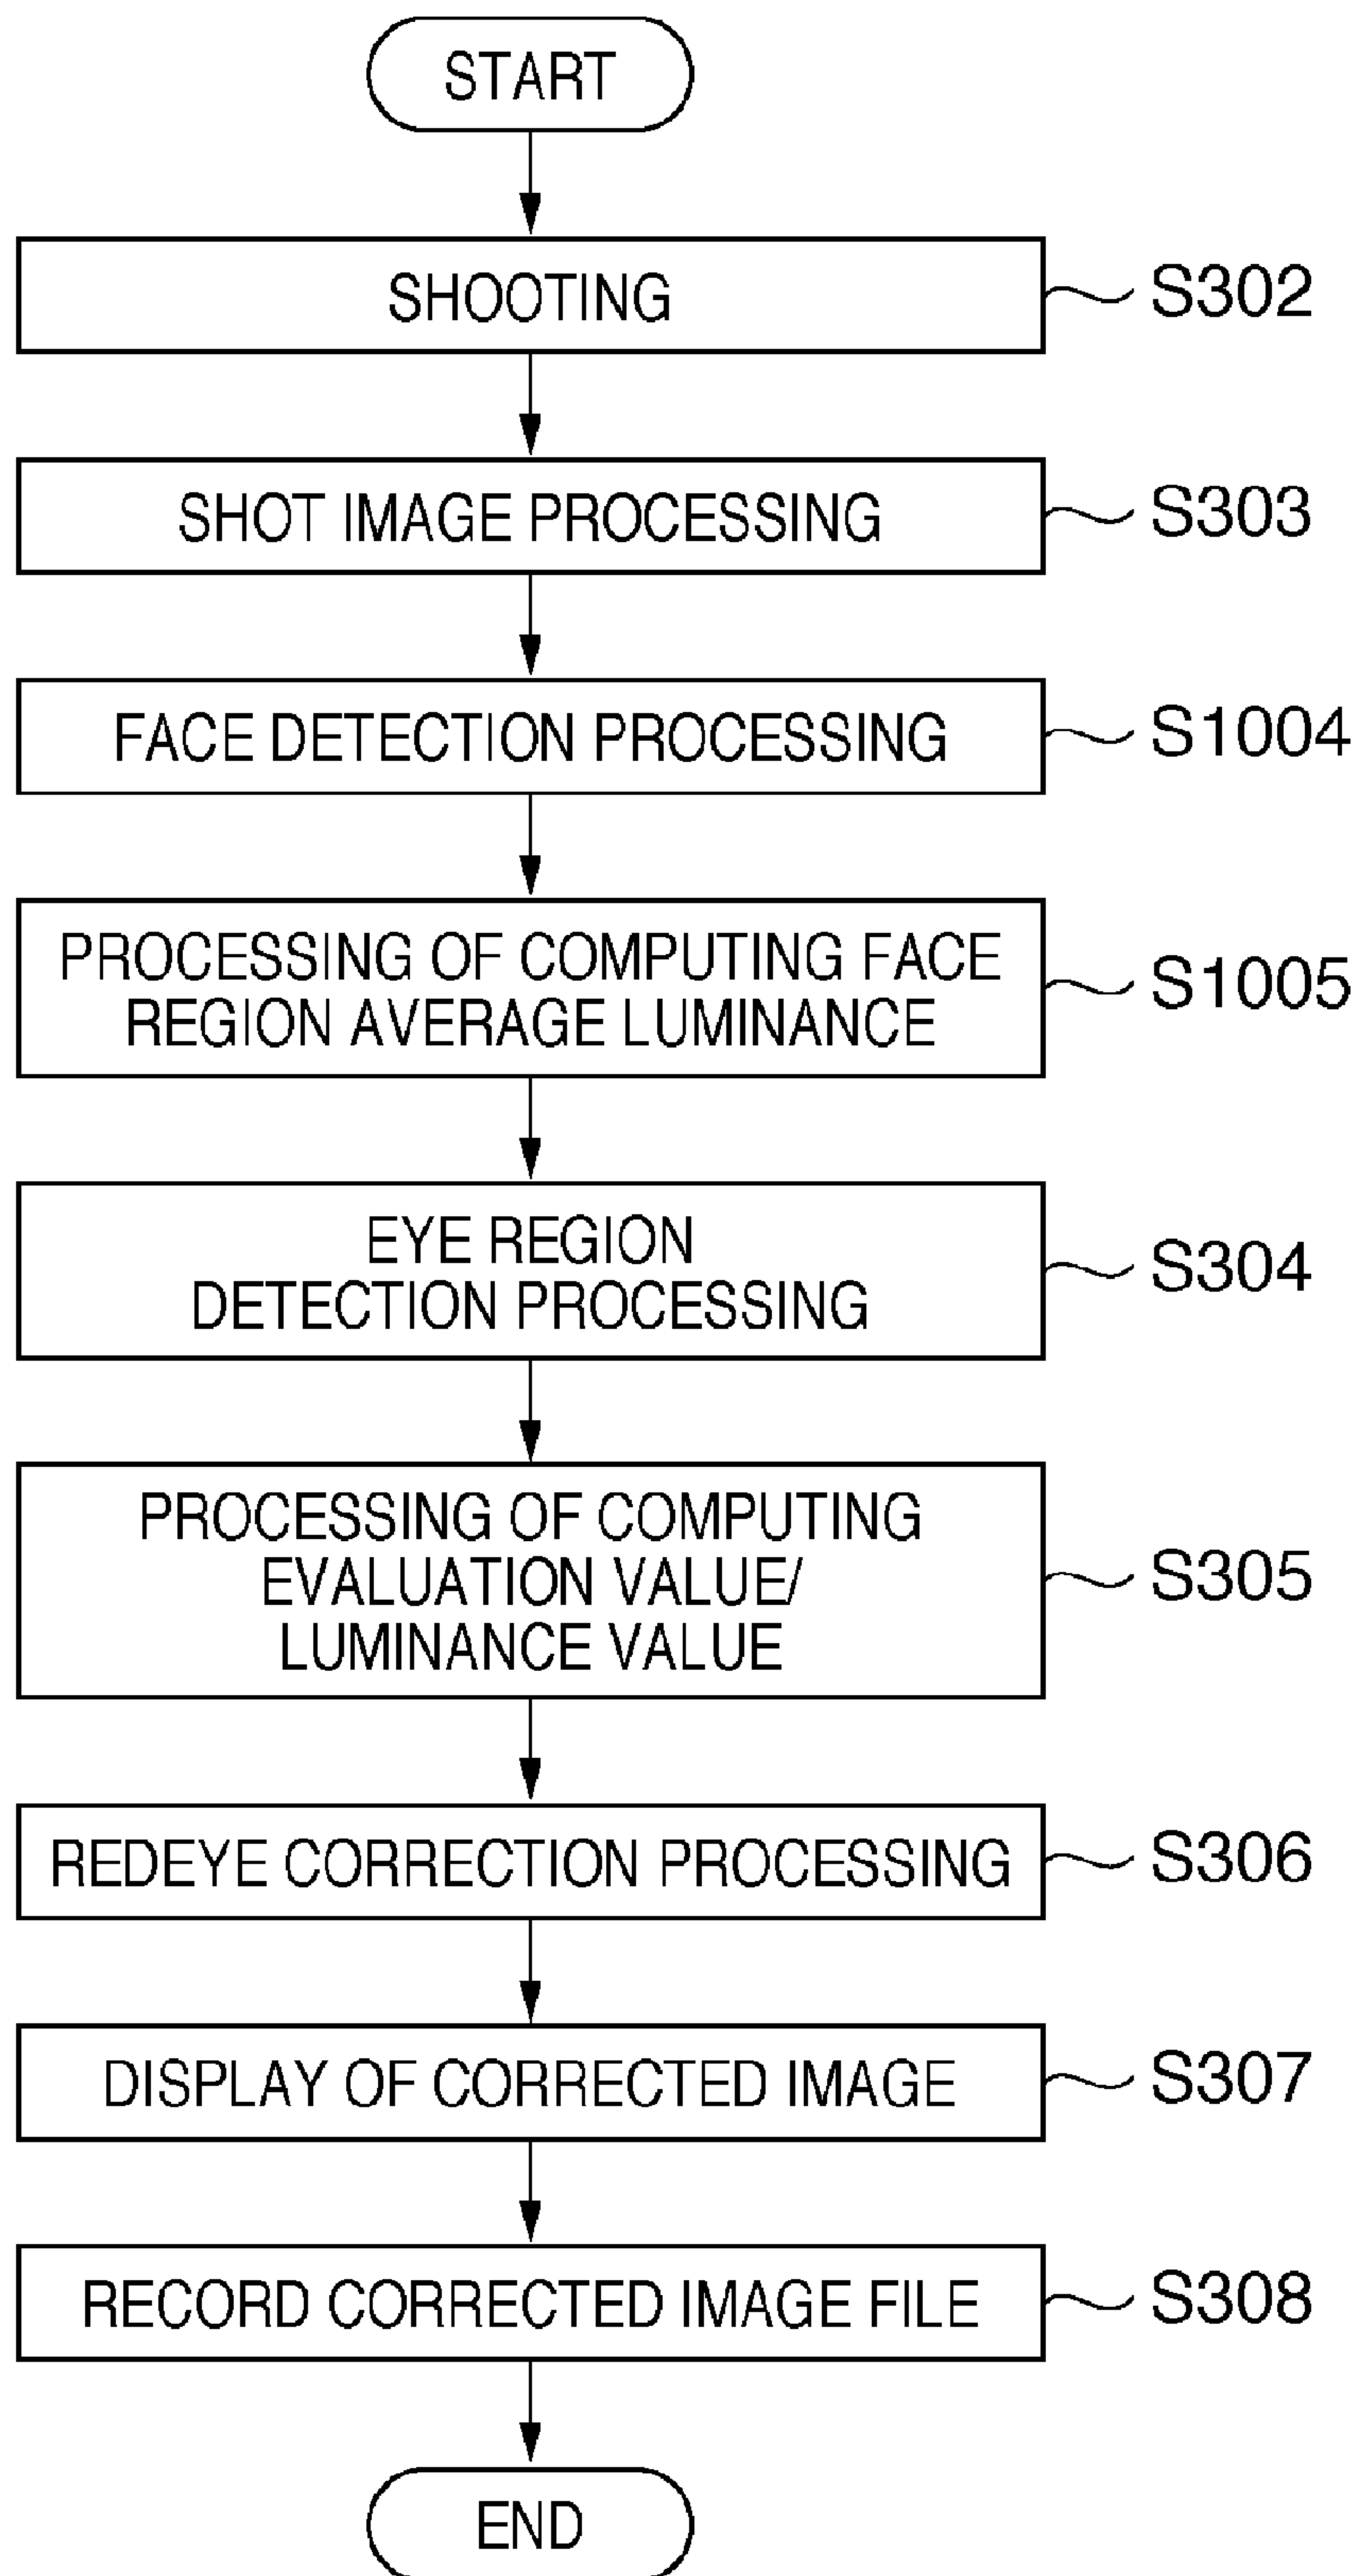 START
SHOOTING
S302
SHOT IMAGE PROCESSING
S303
FACE DETECTION PROCESSING
S1004
PROCESSING OF COMPUTING FACE
REGION AVERAGE LUMINANCE
S1005
EYE REGION
DETECTION PROCESSING
S304
PROCESSING OF COMPUTING
EVALUATION VALUE/
LUMINANCE VALUE
S305
REDEYE CORRECTION PROCESSING
S306
DISPLAY OF CORRECTED IMAGE
S307
RECORD CORRECTED IMAGE FILE
S308
END